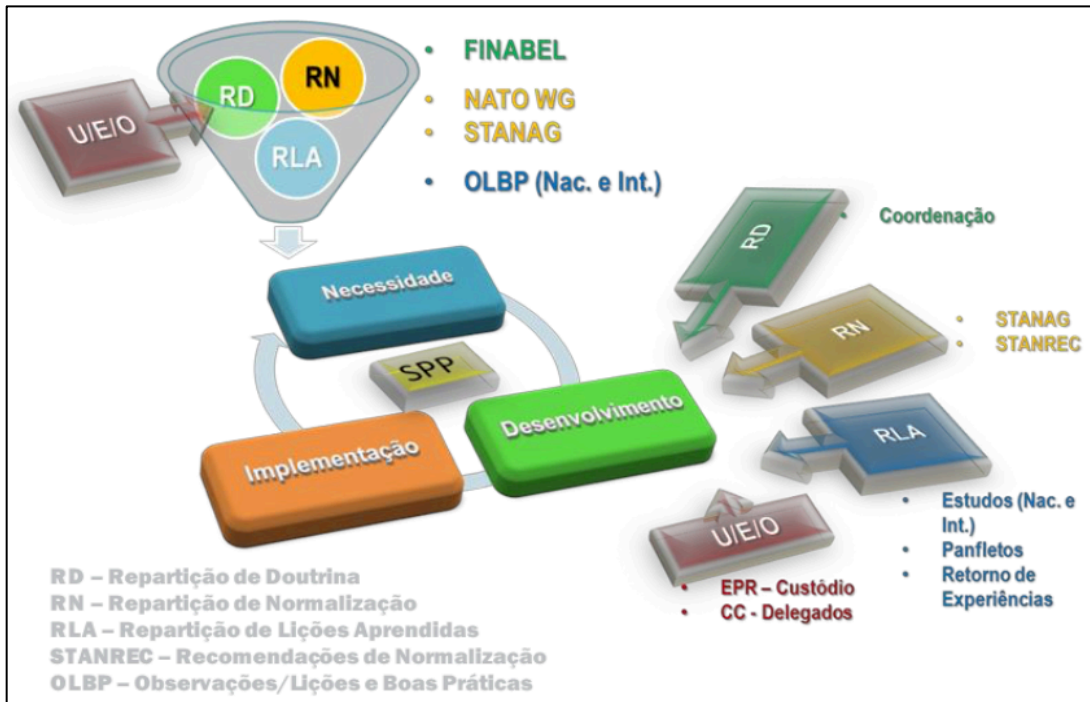 U/E/O
RD
RN
RLA
• FINABEL
• NATO WG
• STANAG
• OLBP (Nac. e Int.)
Necessidade
SPP
Desenvolvimento
Implementação
RD
• Coordenação
RN
• STANAG
• STANREC
RLA
• Estudos (Nac. e
Int.)
• Panfletos
• Retorno de
Experiências
U/E/O
• EPR – Custódio
• CC - Delegados
RD – Repartição de Doutrina
RN – Repartição de Normalização
RLA – Repartição de Lições Aprendidas
STANREC – Recomendações de Normalização
OLBP – Observações/Lições e Boas Práticas